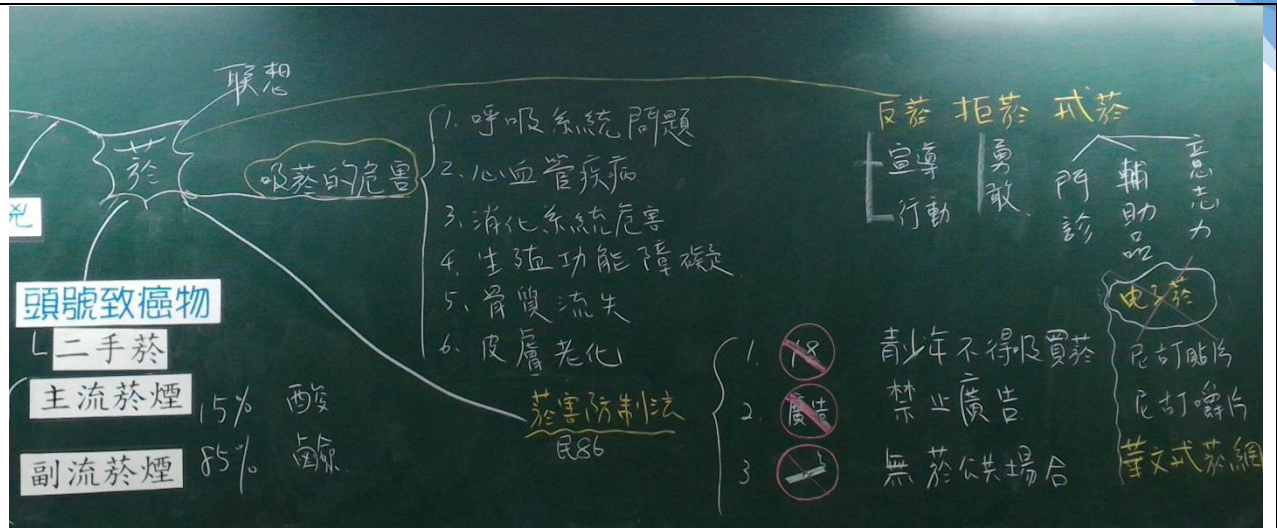 聯想
菸
兇
頭號致癌物
二手菸
主流菸煙 15% 酸
副流菸煙 85% 鹼
吸菸的危害
1. 呼吸系統問題
2. 心血管疾病
3. 消化系統危害
4. 生殖功能障礙
5. 骨質流失
6. 皮膚老化
菸害防制法
民86
1. 18 青少年不得吸買菸
2. 廣告 禁止廣告
3 無菸公共場合
反菸 拒菸 戒菸
宣導
行動
勇敢
門診
輔助品
意志力
电子菸
尼古丁貼片
尼古丁嚼片
華文戒菸網